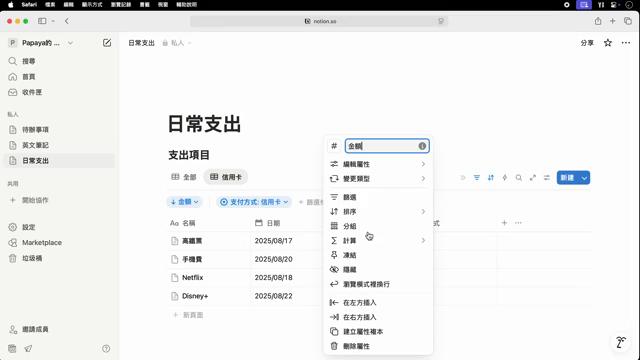 Safari 檔案 編輯 顯示方式 瀏覽記錄 書籤 視窗 輔助說明
notion.so
P Papaya的 ...
日常支出 私人
分享
搜尋
首頁
收件匣
私人
待辦事項
英文筆記
日常支出
共用
開始協作
設定
Marketplace
垃圾桶
邀請成員
日常支出
支出項目
全部 信用卡
新建
↓ 金額 支付方式: 信用卡
Aa 名稱 日期
高鐵票 2025/08/17
手機費 2025/08/20
Netflix 2025/08/18
Disney+ 2025/08/22
+ 新頁面
# 金額
編輯屬性
變更類型
篩選
排序
分組
計算
凍結
隱藏
瀏覽模式裡換行
在左方插入
在右方插入
建立屬性複本
刪除屬性